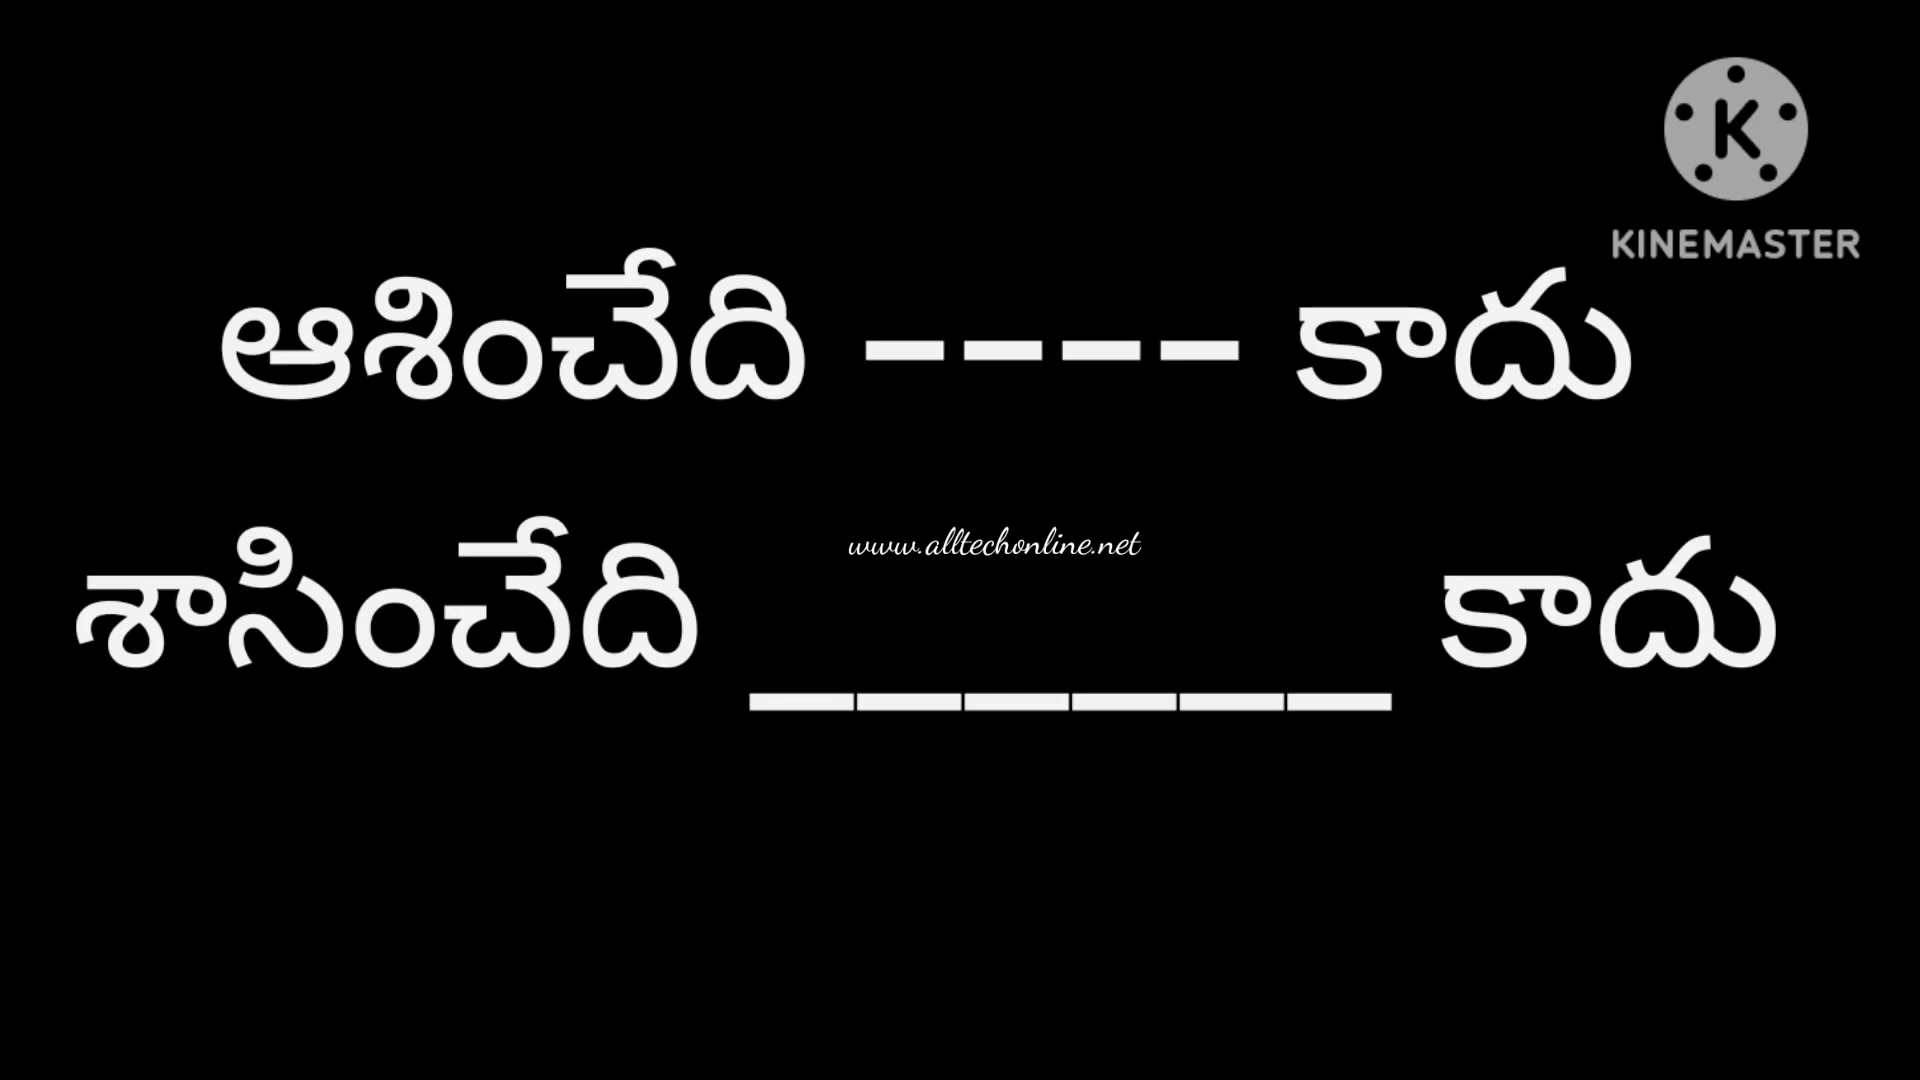 K
KINEMASTER
ఆశించేది ---- కాదు
www.alltechonline.net
శాసించేది ______ కాదు